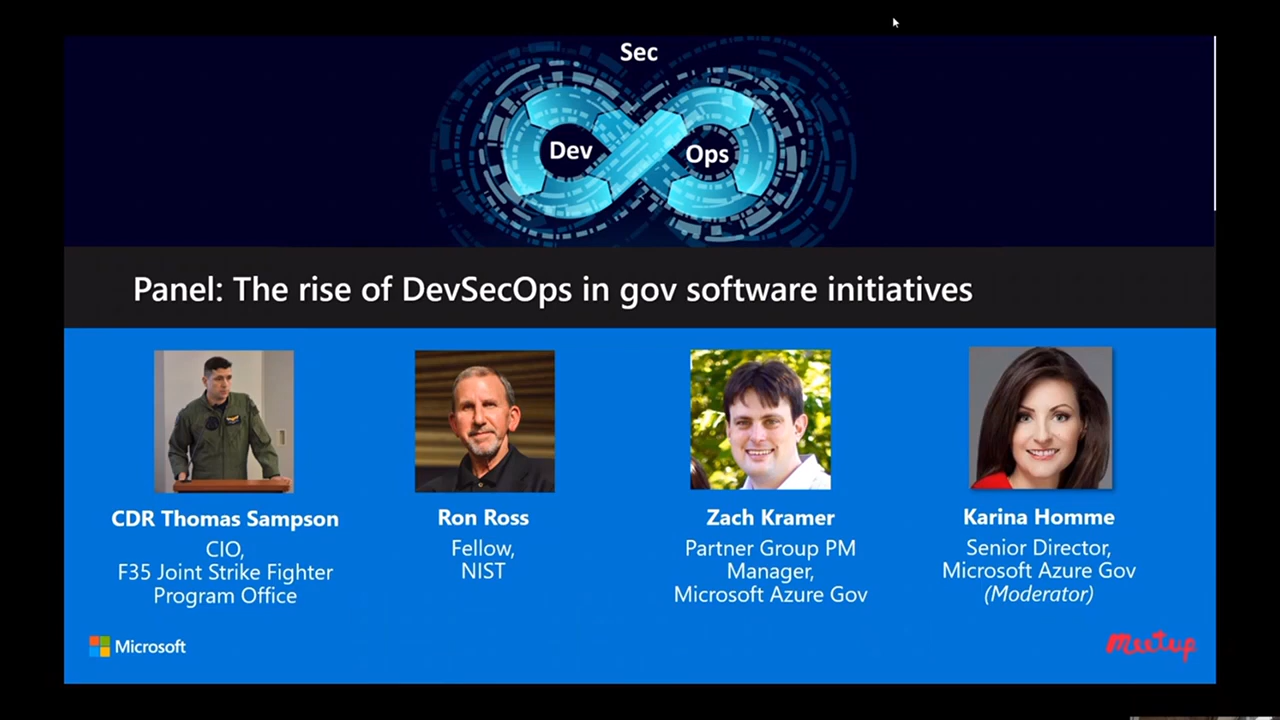 Sec
Dev
Ops
Panel: The rise of DevSecOps in gov software initiatives
CDR Thomas Sampson
CIO,
F35 Joint Strike Fighter
Program Office
Ron Ross
Fellow,
NIST
Zach Kramer
Partner Group PM
Manager,
Microsoft Azure Gov
Karina Homme
Senior Director,
Microsoft Azure Gov
(Moderator)
Microsoft
meetup